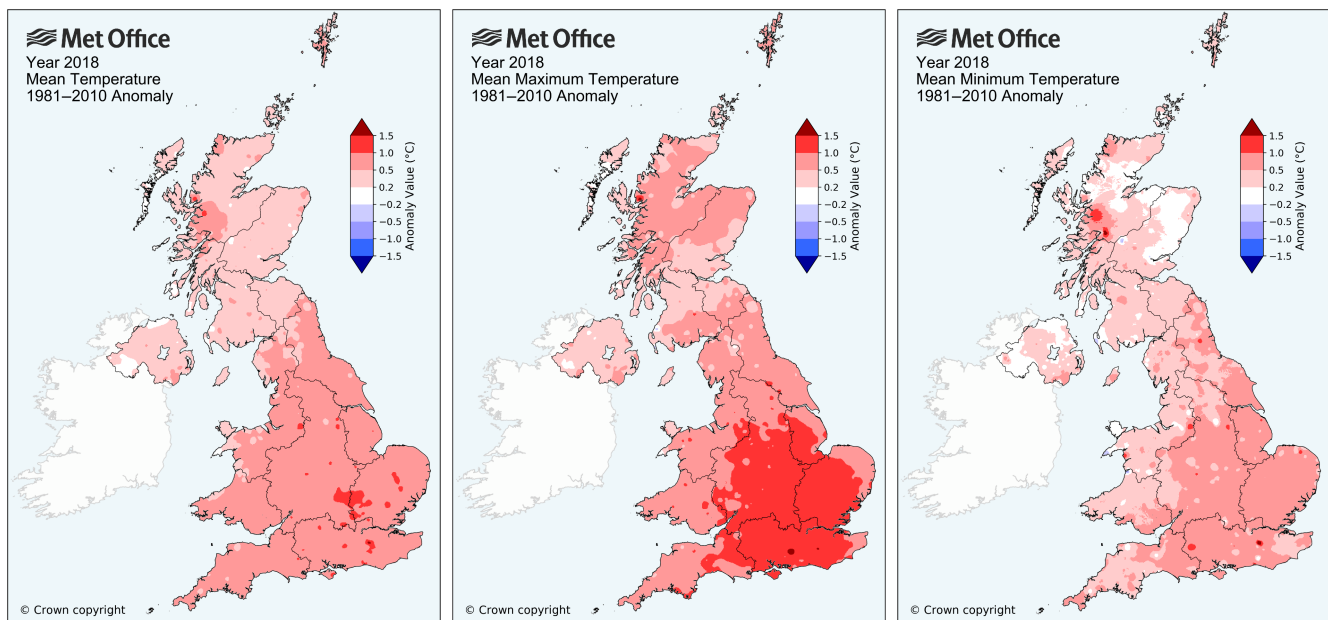 Met Office
Year 2018
Mean Temperature
1981−2010 Anomaly
1.5
1.0
0.5
0.2
−0.2
−0.5
−1.0
−1.5
Anomaly Value (°C)
© Crown copyright
Met Office
Year 2018
Mean Maximum Temperature
1981−2010 Anomaly
1.5
1.0
0.5
0.2
−0.2
−0.5
−1.0
−1.5
Anomaly Value (°C)
© Crown copyright
Met Office
Year 2018
Mean Minimum Temperature
1981−2010 Anomaly
1.5
1.0
0.5
0.2
−0.2
−0.5
−1.0
−1.5
Anomaly Value (°C)
© Crown copyright